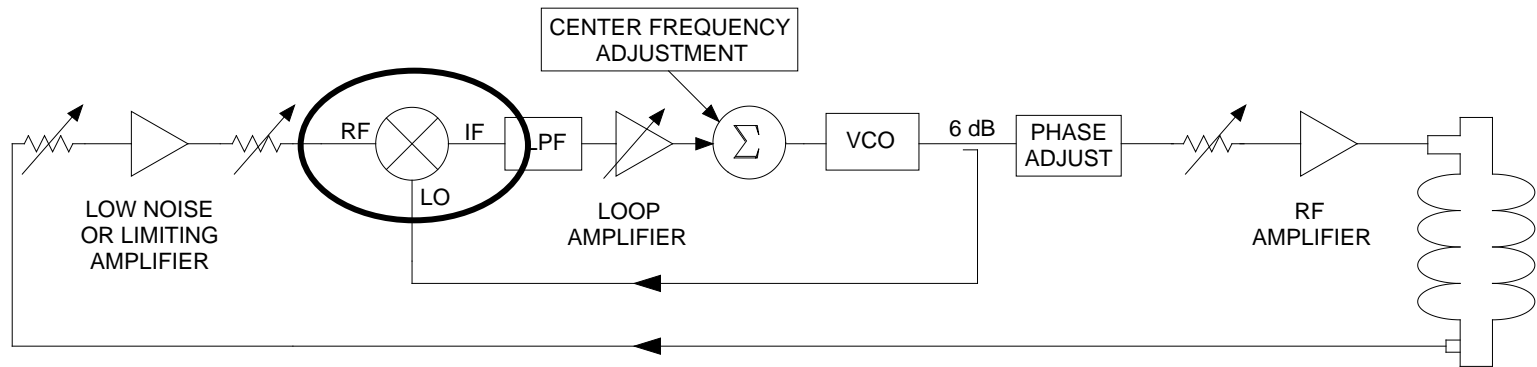 CENTER FREQUENCY
ADJUSTMENT
RF
IF
LPF
Σ
VCO
6 dB
PHASE
ADJUST
LO
LOW NOISE
OR LIMITING
AMPLIFIER
LOOP
AMPLIFIER
RF
AMPLIFIER